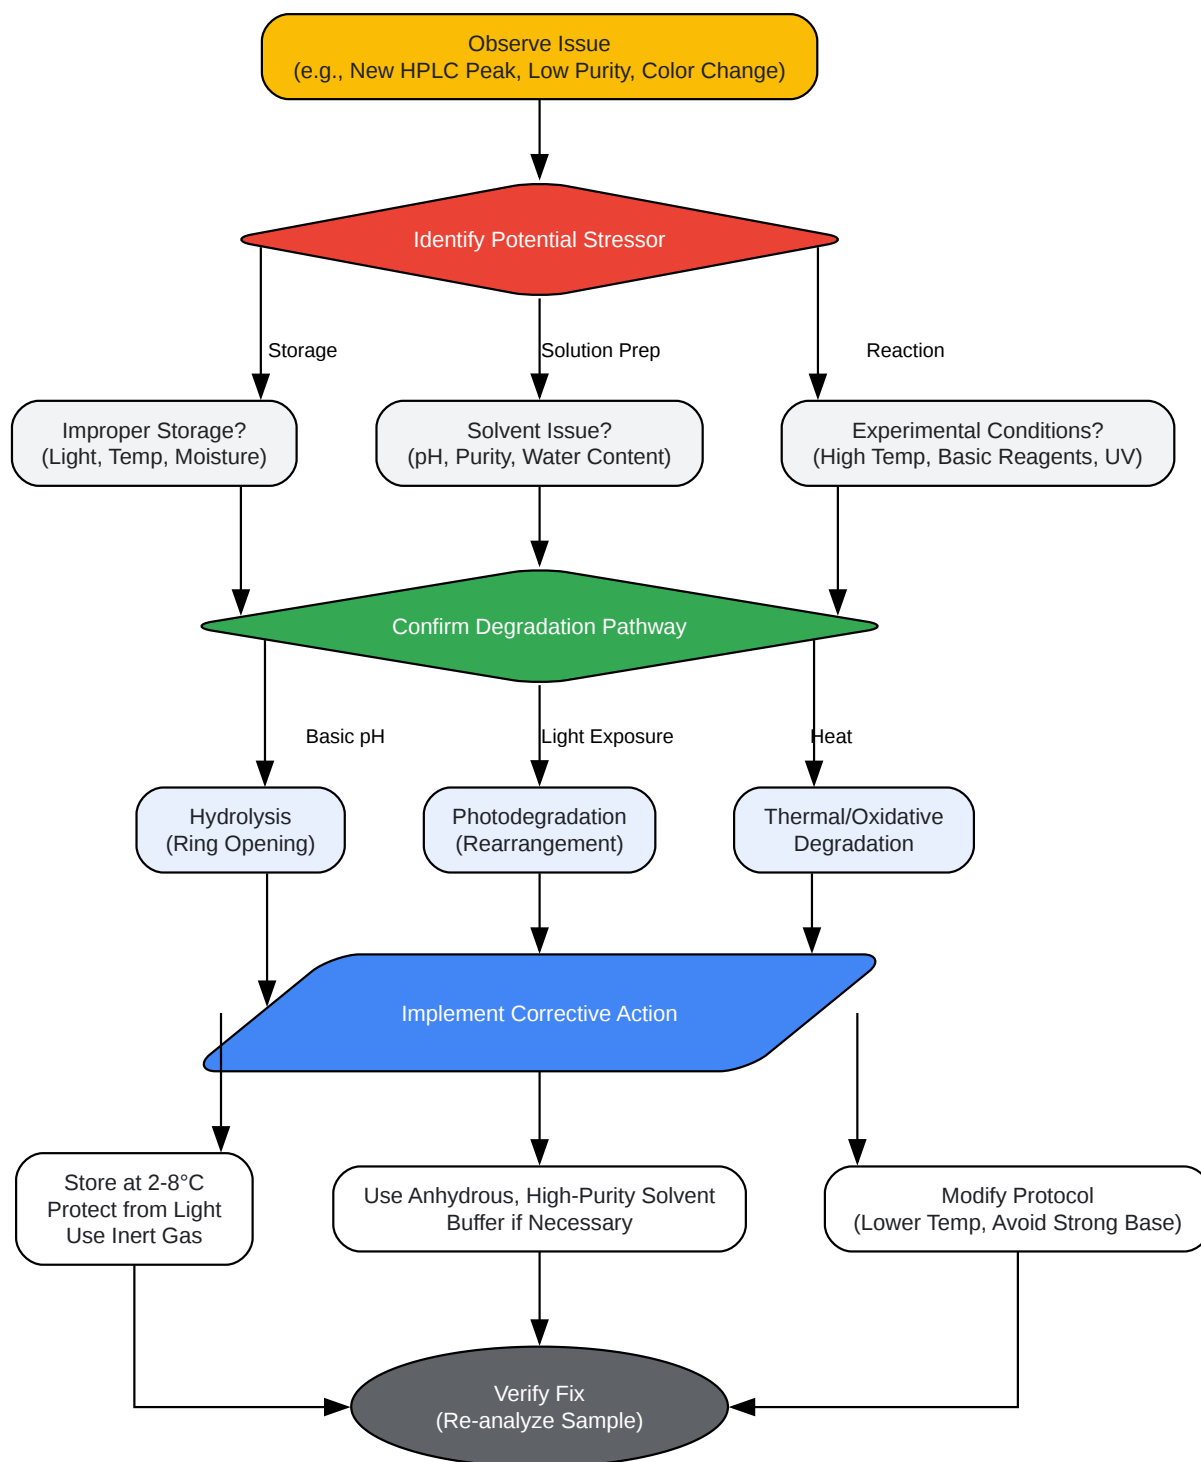 Observe Issue
(e.g., New HPLC Peak, Low Purity, Color Change)
Identify Potential Stressor
Storage
Solution Prep
Reaction
Improper Storage?
(Light, Temp, Moisture)
Solvent Issue?
(pH, Purity, Water Content)
Experimental Conditions?
(High Temp, Basic Reagents, UV)
Confirm Degradation Pathway
Basic pH
Light Exposure
Heat
Hydrolysis
(Ring Opening)
Photodegradation
(Rearrangement)
Thermal/Oxidative
Degradation
Implement Corrective Action
Store at 2-8°C
Protect from Light
Use Inert Gas
Use Anhydrous, High-Purity Solvent
Buffer if Necessary
Modify Protocol
(Lower Temp, Avoid Strong Base)
Verify Fix
(Re-analyze Sample)